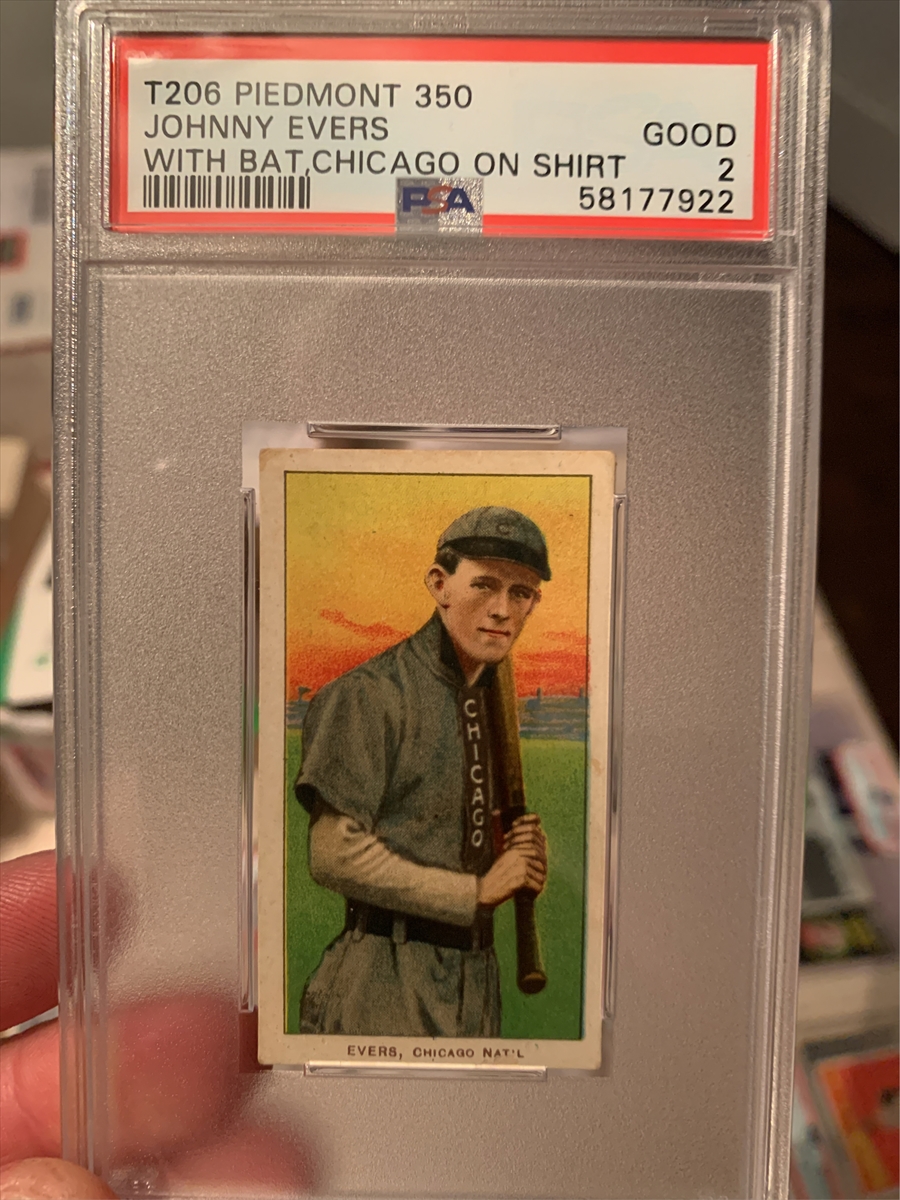 T206 PIEDMONT 350
JOHNNY EVERS GOOD
WITH BAT,CHICAGO ON SHIRT 2
PSA 58177922
C
CHICAGO
EVERS, CHICAGO NAT'L